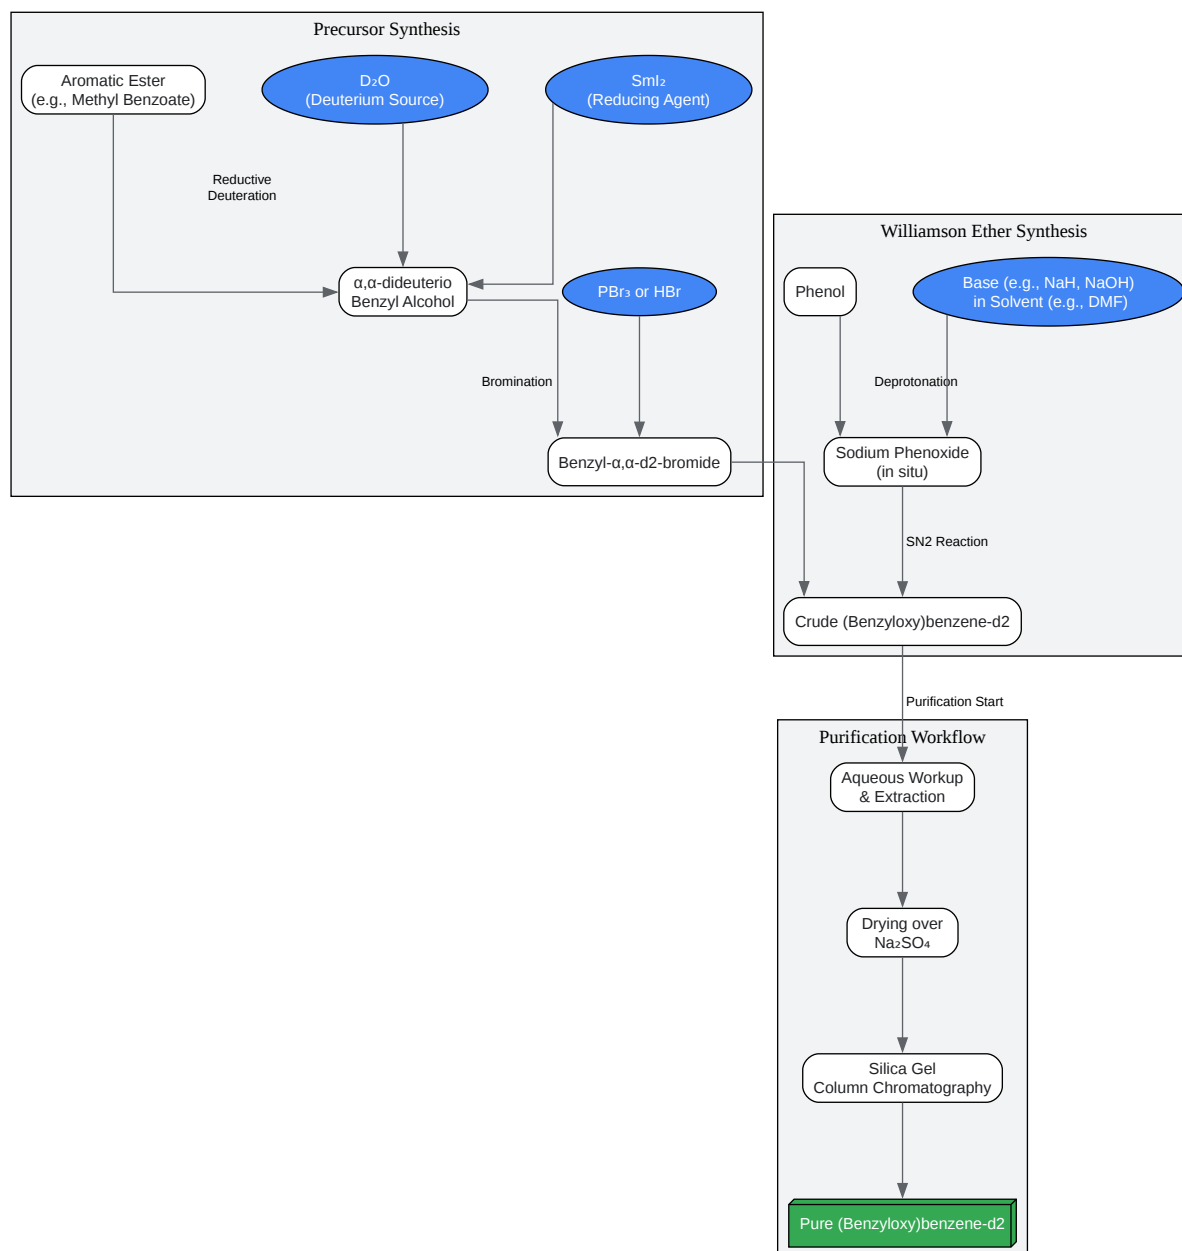 Precursor Synthesis
Aromatic Ester
(e.g., Methyl Benzoate)
D₂O
(Deuterium Source)
SmI₂
(Reducing Agent)
Reductive
Deuteration
α,α-dideuterio
Benzyl Alcohol
PBr₃ or HBr
Bromination
Benzyl-α,α-d2-bromide
Williamson Ether Synthesis
Phenol
Base (e.g., NaH, NaOH)
in Solvent (e.g., DMF)
Deprotonation
Sodium Phenoxide
(in situ)
SN2 Reaction
Crude (Benzyloxy)benzene-d2
Purification Start
Purification Workflow
Aqueous Workup
& Extraction
Drying over
Na₂SO₄
Silica Gel
Column Chromatography
Pure (Benzyloxy)benzene-d2